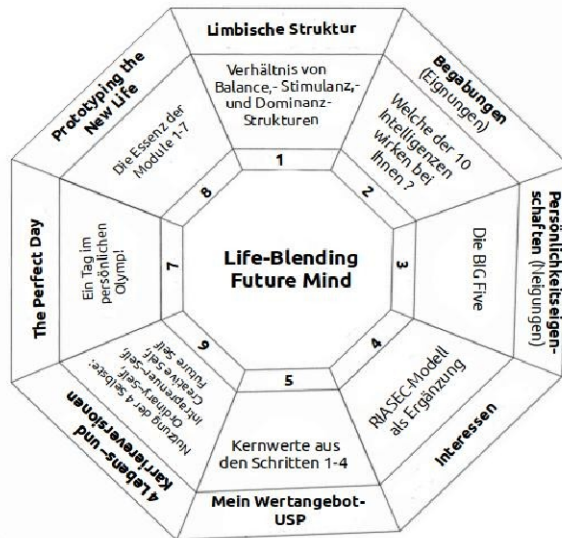 Limbische Struktur
Verhältnis von
Balance,- Stimulanz,-
und Dominanz-
Strukturen
1
Begabungen
(Eignungen)
Welche der 10
Intelligenzen
wirken bei
Ihnen ?
2
Persönlichkeitseigen-
schaften (Neigungen)
Die BIG Five
3
Interessen
RIASEC-Modell
als Ergänzung
4
Mein Wertangebot-
USP
Kernwerte aus
den Schritten 1-4
5
4 Lebens-und
Karriereversionen
Nutzung der 4 Selbste:
Ordinary-Self,
Intraprenuer-Self,
Creative self,
Future Self
6
The Perfect Day
Ein Tag im
persönlichen
Olymp!
7
Prototyping the
New Life
Die Essenz der
Module 1-7
8
Life-Blending
Future Mind